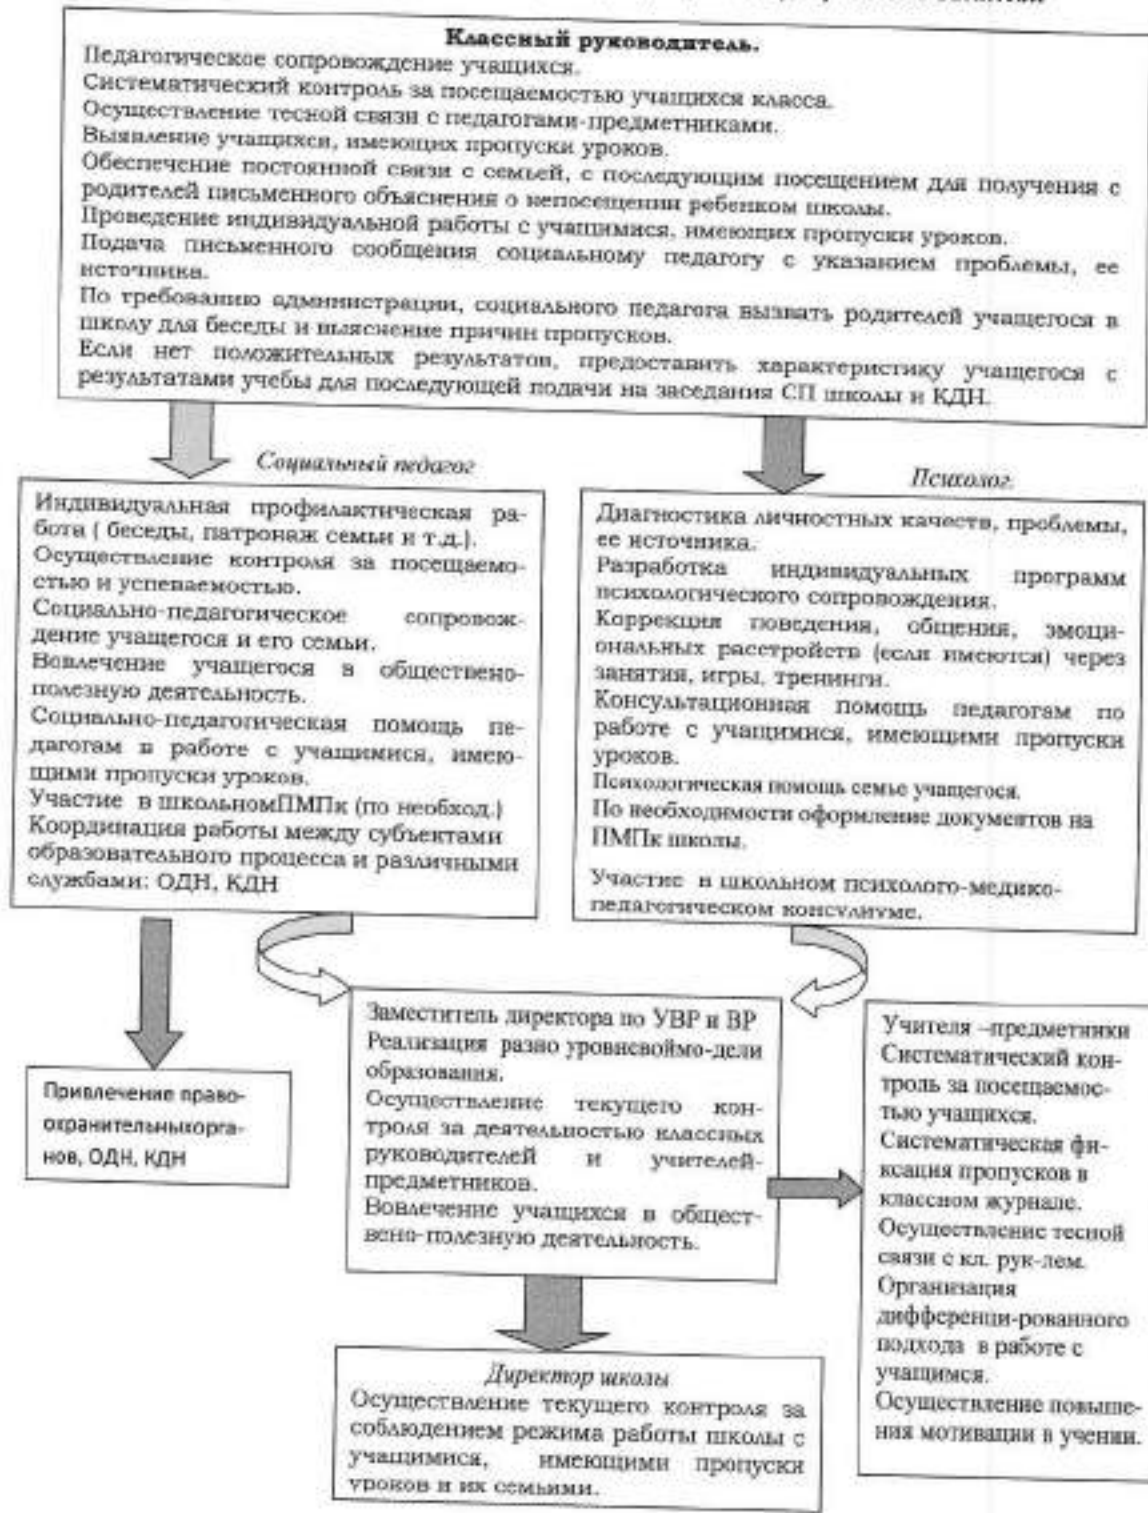 Классный руководитель.
Педагогическое сопровождение учащихся.
Систематический контроль за посещаемостью учащихся класса.
Осуществление тесной связи с педагогами-предметниками.
Выявление учащихся, имеющих пропуски уроков.
Обеспечение постоянной связи с семьей, с последующим посещением для получения с
родителей письменного объяснения о непосещении ребенком школы.
Проведение индивидуальной работы с учащимися, имеющих пропуски уроков.
Подача письменного сообщения социальному педагогу с указанием проблемы, ее
источника.
По требованию администрации, социального педагога вызвать родителей учащегося в
школу для беседы и выяснение причин пропусков.
Если нет положительных результатов, предоставить характеристику учащегося с
результатами учебы для последующей подачи на заседания СП школы и КДН.
Социальный педагог
Индивидуальная профилактическая ра-
бота ( беседы, патронаж семьи и т.д.).
Осуществление контроля за посещаемо-
стью и успеваемостью.
Социально-педагогическое сопровож-
дение учащегося и его семьи.
Вовлечение учащегося в общественo-
полезную деятельность.
Социально-педагогическая помощь пе-
дагогам в работе с учащимися, имею-
щими пропуски уроков.
Участие в школьномПМПк (по необход.)
Координация работы между субъектами
образовательного процесса и различными
службами: ОДН, КДН
Психолог.
Диагностика личностных качеств, проблемы,
ее источника.
Разработка индивидуальных программ
психологического сопровождения.
Коррекция поведения, общения, эмоци-
ональных расстройств (если имеются) через
занятия, игры, тренинги.
Консультационная помощь педагогам по
работе с учащимися, имеющими пропуски
уроков.
Психологическая помощь семье учащегося.
По необходимости оформление документов на
ПМПк школы.
Участие в школьном психолого-медико-
педагогическом консулиуме.
Привлечение право-
охранительныхорга-
нов, ОДН, КДН
Заместитель директора по УВР и ВР
Реализация разно уровневоймо-дели
образования.
Осуществление текущего кон-
троля за деятельностью классных
руководителей и учителей-
предметников.
Вовлечение учащихся в общест-
вено-полезную деятельность.
Учителя –предметники
Систематический кон-
троль за посещаемос-
тью учащихся.
Систематическая фи-
ксация пропусков в
классном журнале.
Осуществление тесной
связи с кл. рук-лем.
Организация
дифференци-рованного
подхода в работе с
учащимся.
Осуществление повыше-
ния мотивации в учении.
Директор школы
Осуществление текущего контроля за
соблюдением режима работы школы с
учащимися, имеющими пропуски
уроков и их семьями.